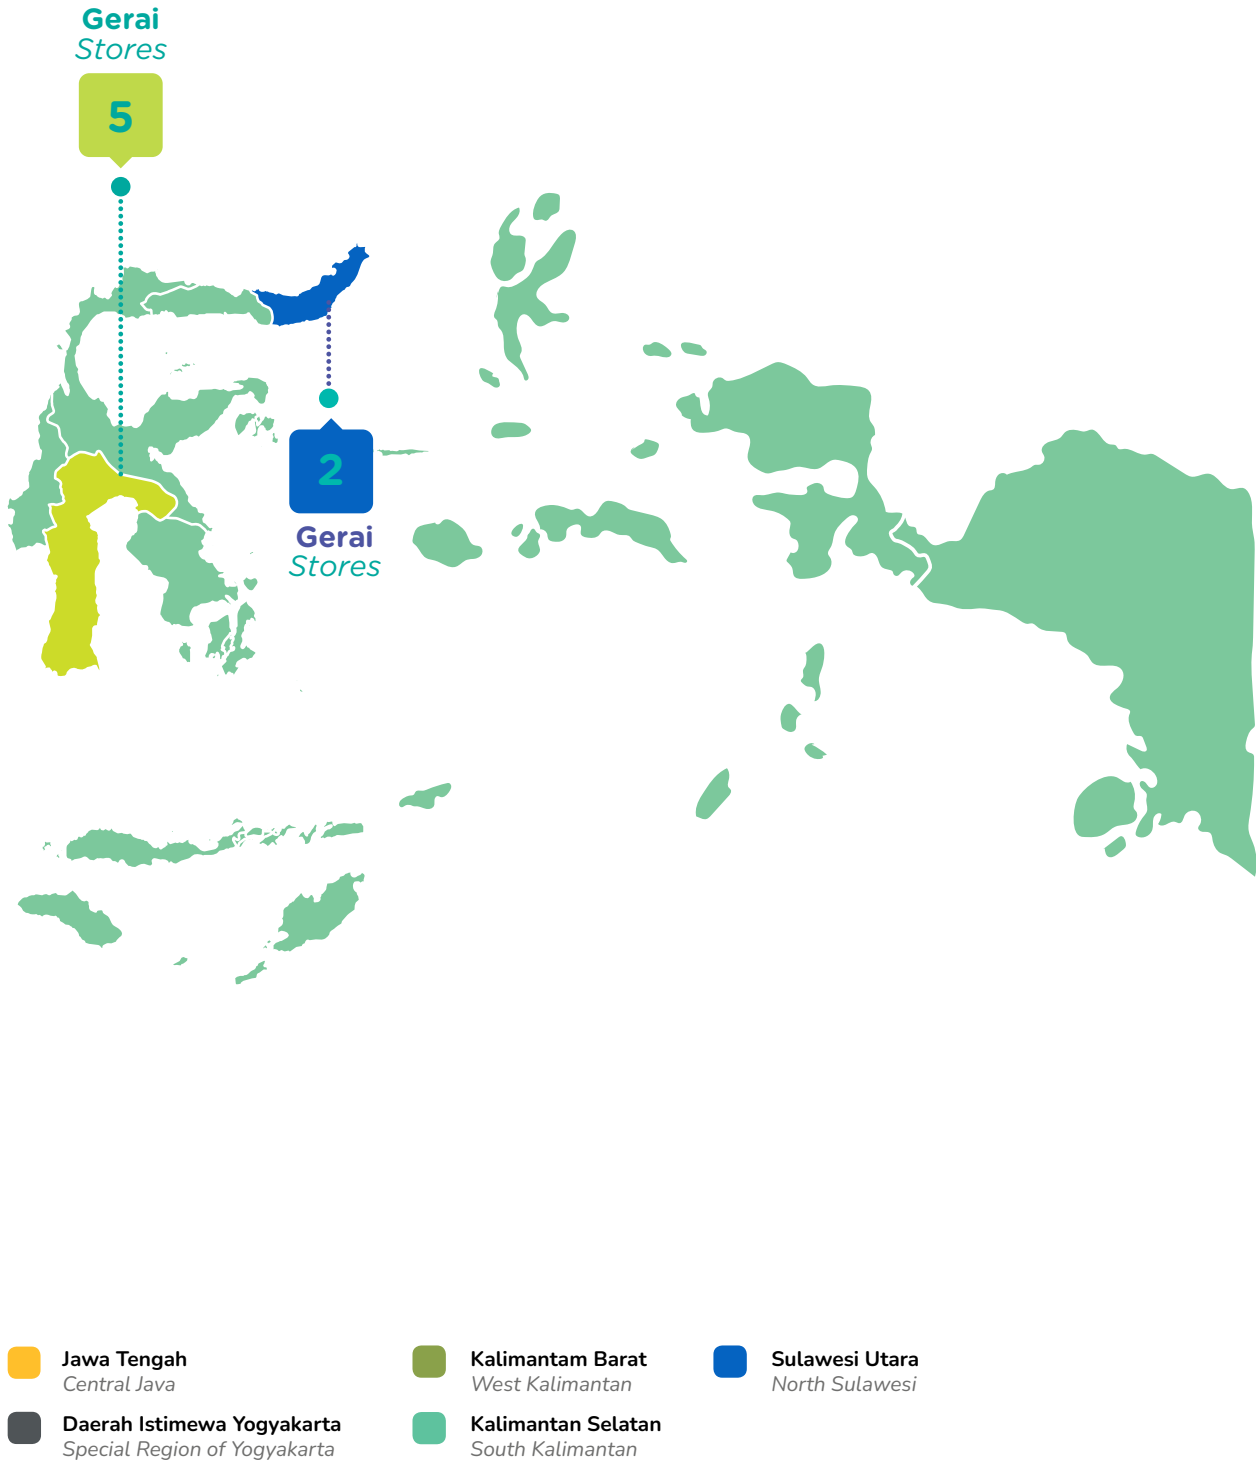 Gerai
Stores
5
2
Gerai
Stores
Jawa Tengah
Central Java
Daerah Istimewa Yogyakarta
Special Region of Yogyakarta
Kalimantam Barat
West Kalimantan
Kalimantan Selatan
South Kalimantan
Sulawesi Utara
North Sulawesi